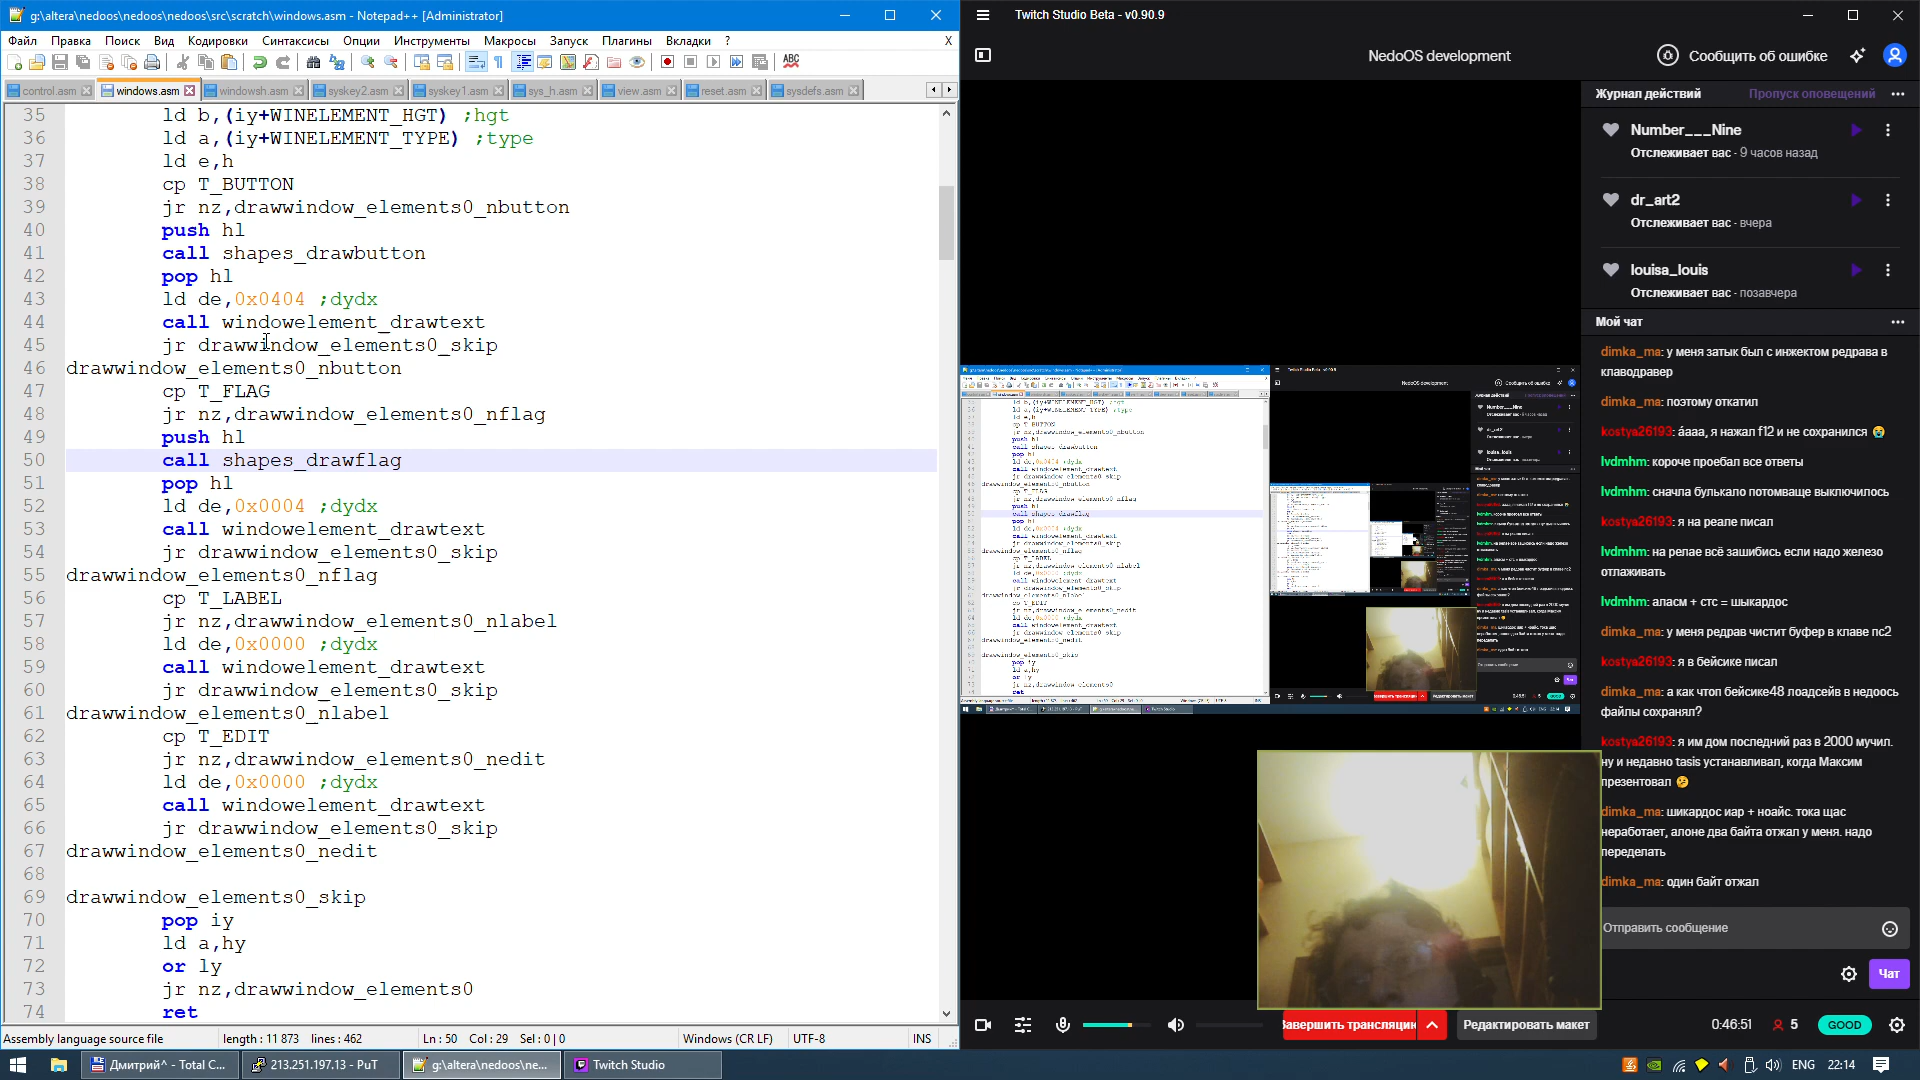 g:\altera\nedoos\nedoos\nedoos\src\scratch\windows.asm - Notepad++ [Administrator]
Файл Правка Поиск Вид Кодировки Синтаксисы Опции Инструменты Макросы Запуск Плагины Вкладки ? X
control.asm windows.asm windowsh.asm syskey2.asm syskey1.asm sys_h.asm view.asm reset.asm sysdefs.asm
35 ld b,(iy+WINELEMENT_HGT) ;hgt
36 ld a,(iy+WINELEMENT_TYPE) ;type
37 ld e,h
38 cp T_BUTTON
39 jr nz,drawwindow_elements0_nbutton
40 push hl
41 call shapes_drawbutton
42 pop hl
43 ld de,0x0404 ;dydx
44 call windowelement_drawtext
45 jr drawwindow_elements0_skip
46 drawwindow_elements0_nbutton
47 cp T_FLAG
48 jr nz,drawwindow_elements0_nflag
49 push hl
50 call shapes_drawflag
51 pop hl
52 ld de,0x0004 ;dydx
53 call windowelement_drawtext
54 jr drawwindow_elements0_skip
55 drawwindow_elements0_nflag
56 cp T_LABEL
57 jr nz,drawwindow_elements0_nlabel
58 ld de,0x0000 ;dydx
59 call windowelement_drawtext
60 jr drawwindow_elements0_skip
61 drawwindow_elements0_nlabel
62 cp T_EDIT
63 jr nz,drawwindow_elements0_nedit
64 ld de,0x0000 ;dydx
65 call windowelement_drawtext
66 jr drawwindow_elements0_skip
67 drawwindow_elements0_nedit
68
69 drawwindow_elements0_skip
70 pop iy
71 ld a,hy
72 or ly
73 jr nz,drawwindow_elements0
74 ret
Assembly language source file length : 11 873 lines : 462 Ln : 50 Col : 29 Sel : 0 | 0 Windows (CR LF) UTF-8 INS
Twitch Studio Beta - v0.90.9
NedoOS development Сообщить об ошибке
Журнал действий Пропуск оповещений
Number___Nine
Отслеживает вас - 9 часов назад
dr_art2
Отслеживает вас - вчера
louisa_louis
Отслеживает вас - позавчера
Мой чат
dimka_ma: у меня затык был с инжектом редрава в
клаводравер
dimka_ma: поэтому откатил
kostya26193: áааа, я нажал f12 и не сохранился 😭
lvdmhm: короче проебал все ответы
lvdmhm: сначла булькало потомваще выключилось
kostya26193: я на реале писал
lvdmhm: на релае всё зашибись если надо железо
отлаживать
lvdmhm: аласм + стс = шыкардос
dimka_ma: у меня редрав чистит буфер в клаве пс2
kostya26193: я в бейсике писал
dimka_ma: а как чтоп бейсике48 лоадсейв в недоось
файлы сохранял?
kostya26193: я им дом последний раз в 2000 мучил.
ну и недавно tasis устанавливал, когда Максим
презентовал 🤔
dimka_ma: шикардос иар + ноайс. тока щас
неработает, алоне два байта отжал у меня. надо
переделать
dimka_ma: один байт отжал
Отправить сообщение
Чат
Завершить трансляцию Редактировать макет 0:46:51 5 GOOD
Дмитрий^ - Total C... 213.251.197.13 - PuT g:\altera\nedoos\ne... Twitch Studio ENG 22:14